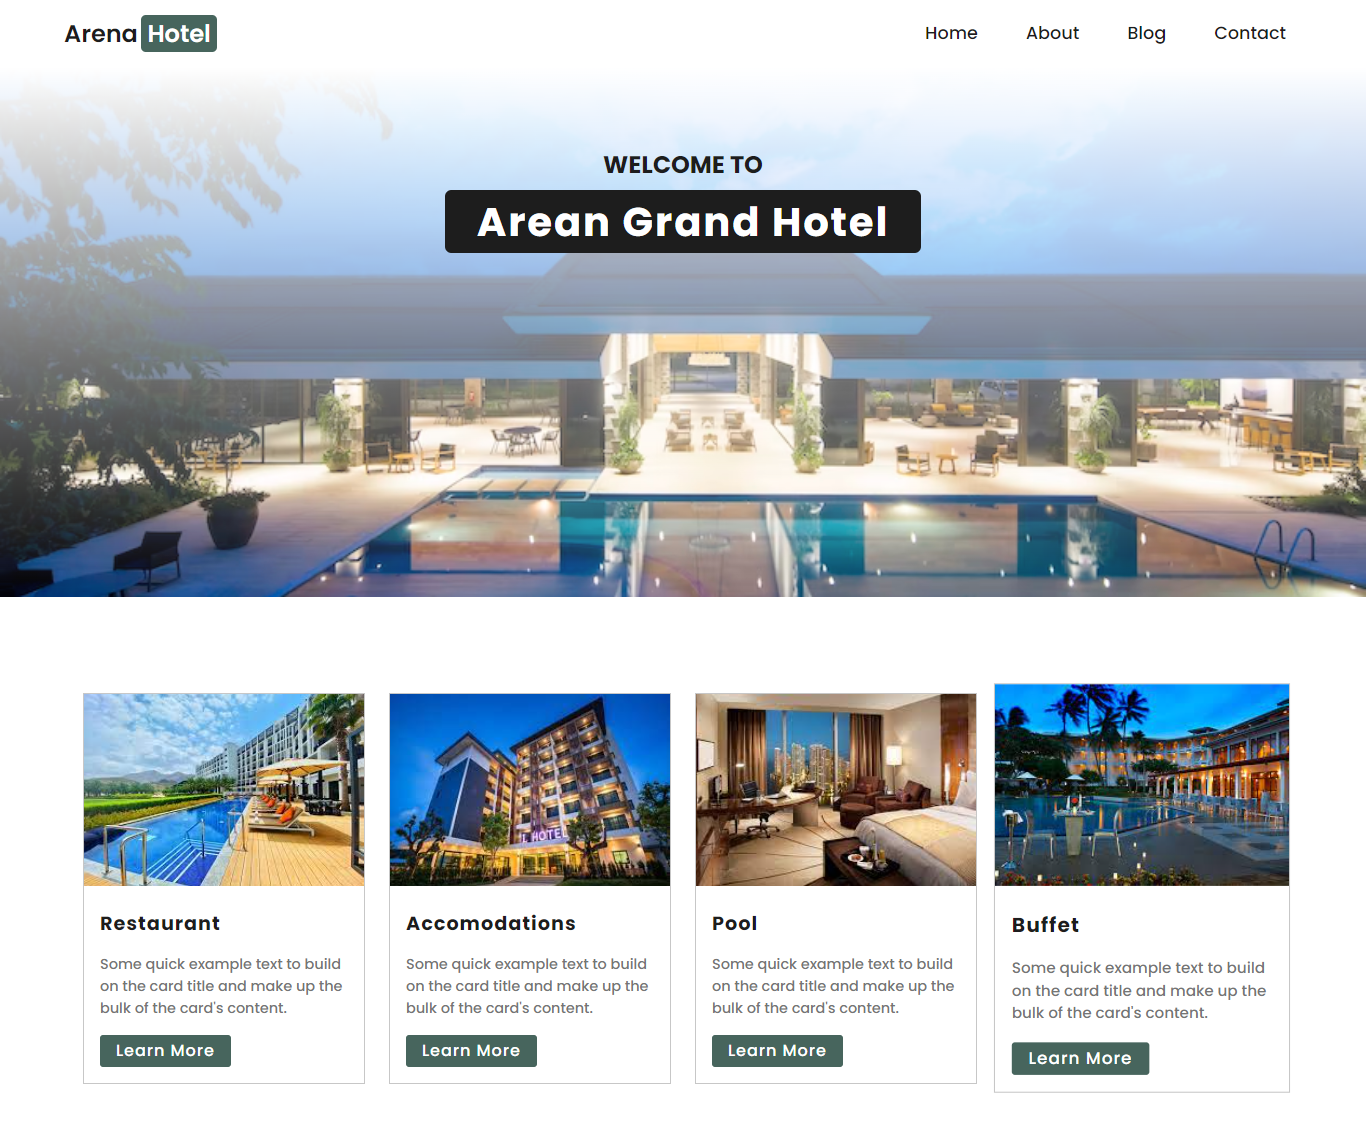 Arena Hotel
Home About Blog Contact
WELCOME TO
Arean Grand Hotel
L HOTEL
Restaurant
Some quick example text to build
on the card title and make up the
bulk of the card's content.
Learn More
Accomodations
Some quick example text to build
on the card title and make up the
bulk of the card's content.
Learn More
Pool
Some quick example text to build
on the card title and make up the
bulk of the card's content.
Learn More
Buffet
Some quick example text to build
on the card title and make up the
bulk of the card's content.
Learn More